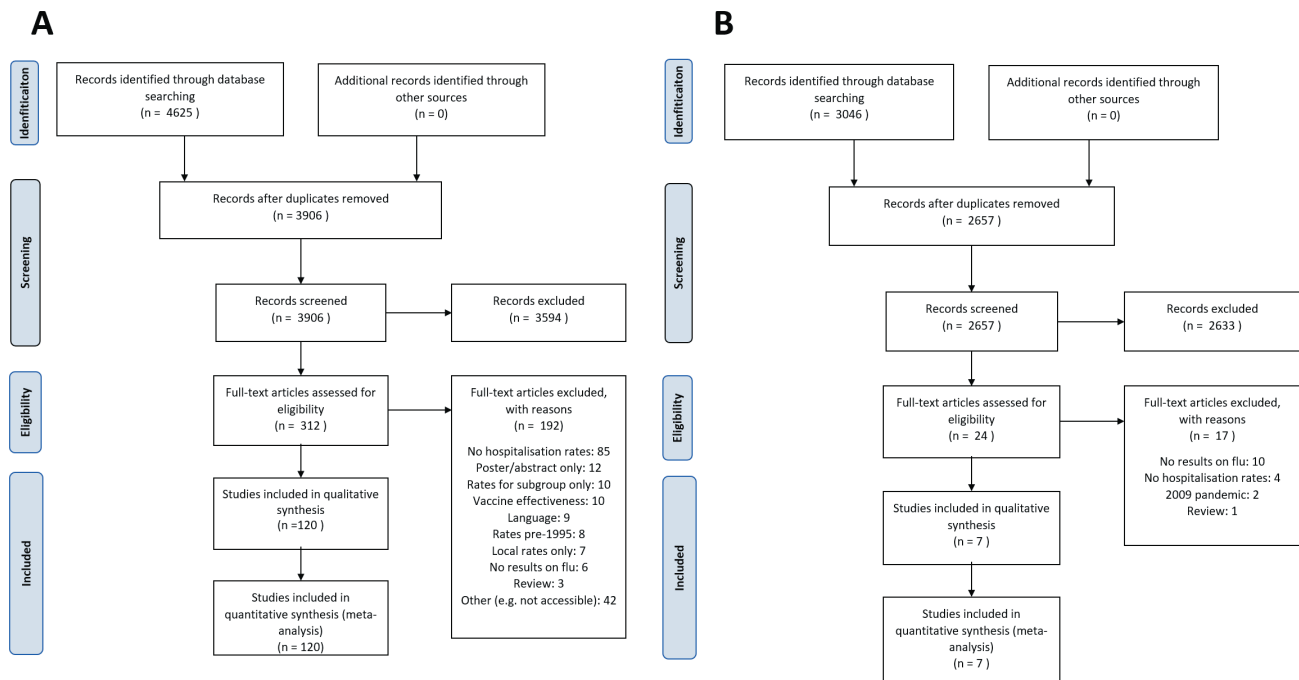 A
Idenfiticaiton
Records identified through database
searching
(n = 4625 )
Additional records identified through
other sources
(n = 0)
Screening
Records after duplicates removed
(n = 3906 )
Records screened
(n = 3906 )
Records excluded
(n = 3594 )
Eligibility
Full-text articles assessed for
eligibility
(n = 312 )
Full-text articles excluded,
with reasons
(n = 192)
No hospitalisation rates: 85
Poster/abstract only: 12
Rates for subgroup only: 10
Vaccine effectiveness: 10
Language: 9
Rates pre-1995: 8
Local rates only: 7
No results on flu: 6
Review: 3
Other (e.g. not accessible): 42
Included
Studies included in qualitative
synthesis
(n =120 )
Studies included in
quantitative synthesis (meta-
analysis)
(n = 120)
B
Idenfiticaiton
Records identified through database
searching
(n = 3046 )
Additional records identified through
other sources
(n = 0)
Screening
Records after duplicates removed
(n = 2657 )
Records screened
(n = 2657 )
Records excluded
(n = 2633 )
Eligibility
Full-text articles assessed for
eligibility
(n = 24 )
Full-text articles excluded,
with reasons
(n = 17 )
No results on flu: 10
No hospitalisation rates: 4
2009 pandemic: 2
Review: 1
Included
Studies included in qualitative
synthesis
(n = 7 )
Studies included in
quantitative synthesis (meta-
analysis)
(n = 7 )